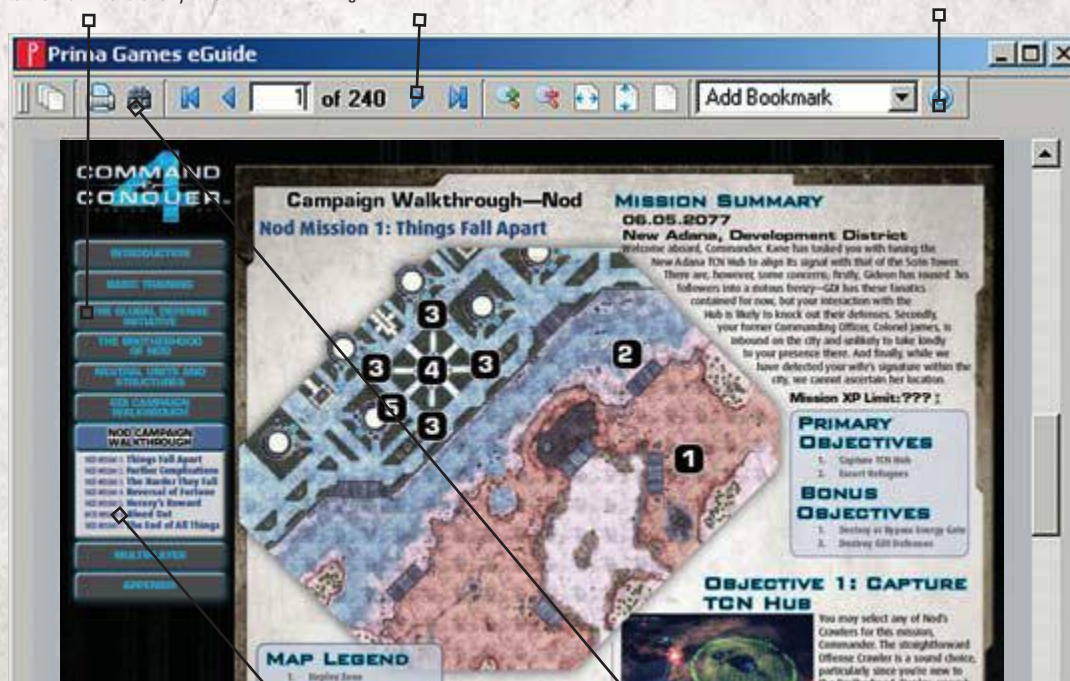 Prima Games eGuide
1 of 240
Add Bookmark
COMMAND
CONQUER
4
INTRODUCTION
BASIC TRAINING
THE GLOBAL DEFENSE
INITIATIVE
THE BROTHERHOOD
OF NOD
NEUTRAL UNITS AND
STRUCTURES
GDI CAMPAIGN
WALKTHROUGH
NOD CAMPAIGN
WALKTHROUGH
Things Fall Apart
Further Complications
The Harder They Fall
Reversal of Fortune
Heresy's Reward
Blood Out
The End of All Things
MULTIPLAYER
APPENDIX
Campaign Walkthrough—Nod
Nod Mission 1: Things Fall Apart
3
3
4
3
5
3
2
1
MAP LEGEND
1. Deploy Zone
MISSION SUMMARY
06.05.2077
New Adana, Development District
Welcome aboard, Commander. Kane has tasked you with tuning the
New Adana TCN Hub to align its signal with that of the Scrin Tower.
There are, however, some concerns; firstly, Gideon has roused his
followers into a riotous frenzy—GDI has these fanatics
contained for now, but your interaction with the
Hub is likely to knock out their defenses. Secondly,
your former Commanding Officer, Colonel James, is
inbound on the city and unlikely to take kindly
to your presence there. And finally, while we
have detected your wife's signature within the
city, we cannot ascertain her location.
Mission XP Limit: ???
PRIMARY
OBJECTIVES
1. Capture TCN Hub
2. Escort Refugees
BONUS
OBJECTIVES
1. Destroy or Bypass Energy Gate
2. Destroy GDI Defenses
OBJECTIVE 1: CAPTURE
TCN HUB
You may select any of Nod's
Crawlers for this mission,
Commander. The straightforward
Offense Crawler is a sound choice,
particularly since you're new to